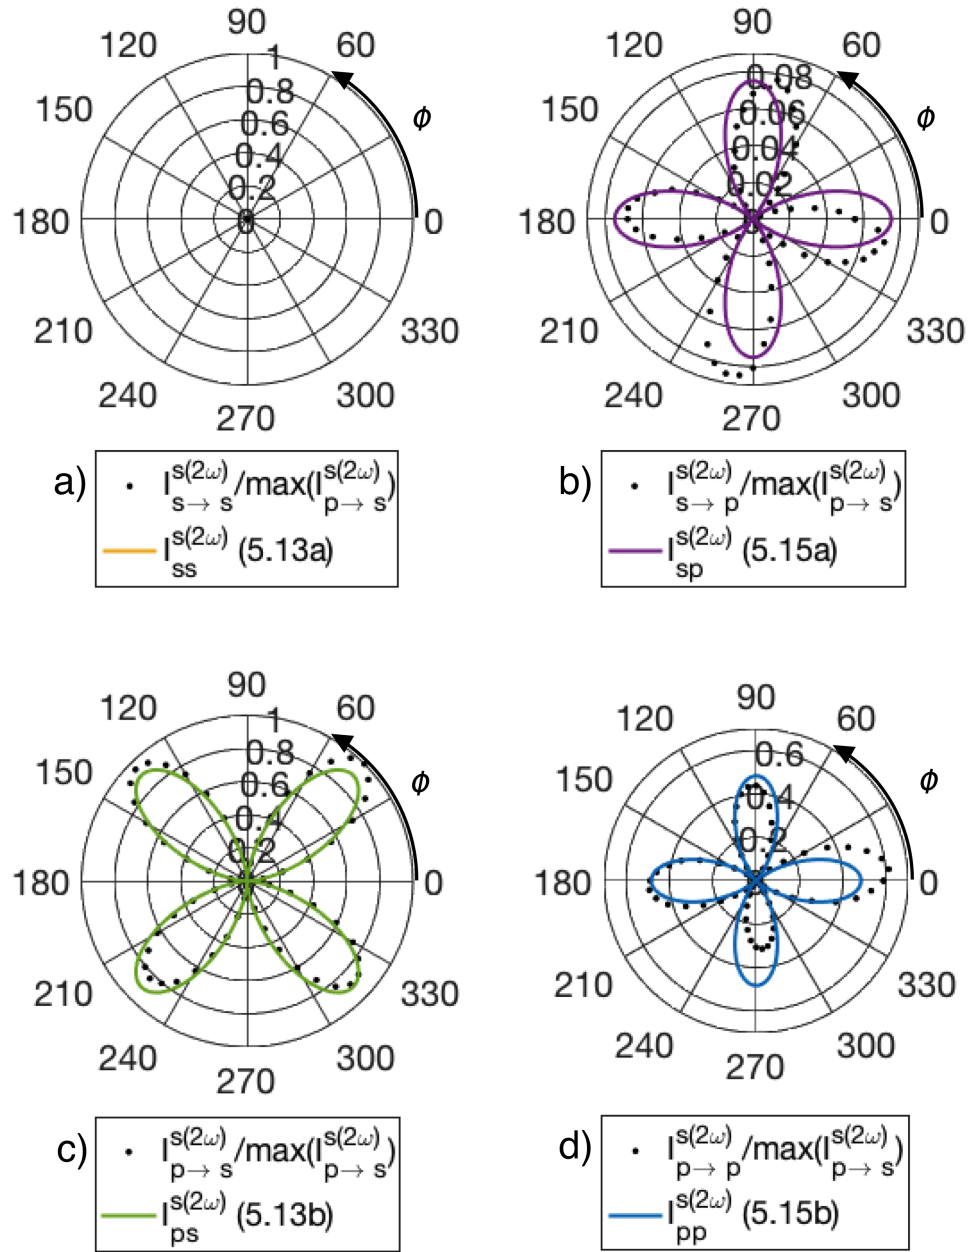 90
120 60
1
0.8
150 0.6 ϕ
0.4
0.2
180 0 0
210 330
240 300
270
a) I^{s(2ω)}_{s→ s}/max(I^{s(2ω)}_{p→ s})
I^{s(2ω)}_{ss} (5.13a)
90
120 60
0.08
150 0.06 ϕ
0.04
0.02
180 0 0
210 330
240 300
270
b) I^{s(2ω)}_{s→ p}/max(I^{s(2ω)}_{p→ s})
I^{s(2ω)}_{sp} (5.15a)
90
120 60
1
0.8
150 0.6 ϕ
0.4
0.2
180 0
210 330
240 300
270
c) I^{s(2ω)}_{p→ s}/max(I^{s(2ω)}_{p→ s})
I^{s(2ω)}_{ps} (5.13b)
90
120 60
0.6
150 0.4 ϕ
0.2
180 0
210 330
240 300
270
d) I^{s(2ω)}_{p→ p}/max(I^{s(2ω)}_{p→ s})
I^{s(2ω)}_{pp} (5.15b)